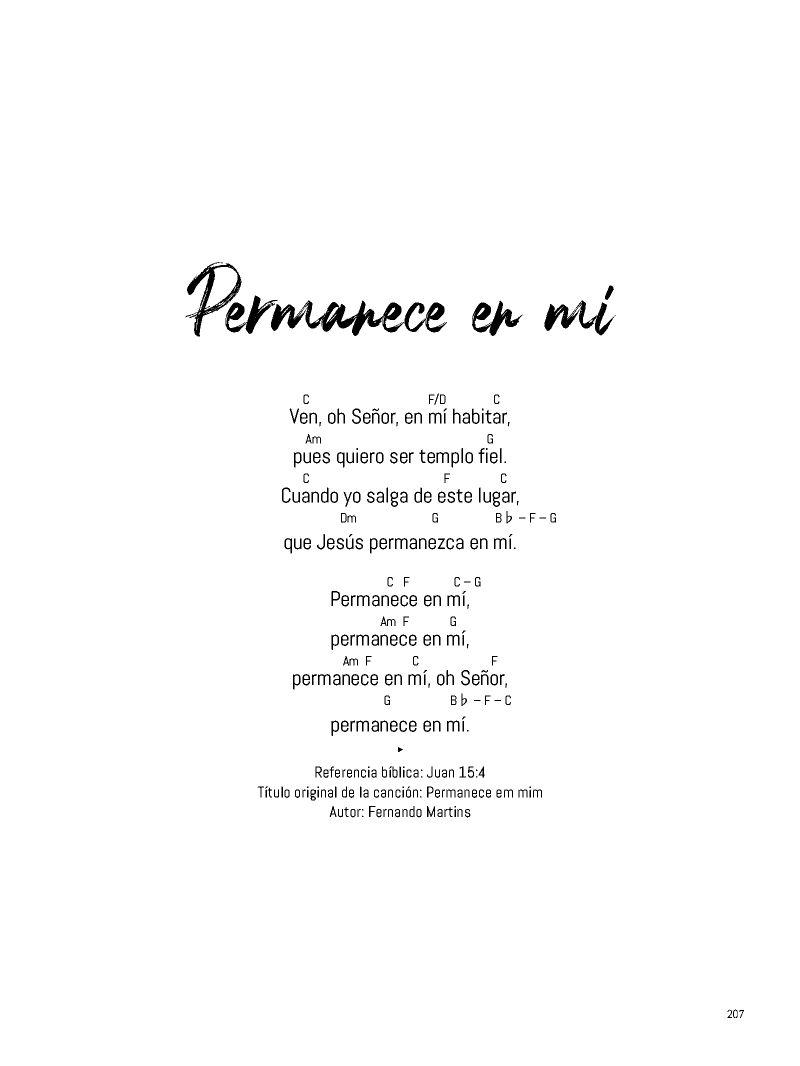 Permanece en mí
C F/D C
Ven, oh Señor, en mí habitar,
Am G
pues quiero ser templo fiel.
C F C
Cuando yo salga de este lugar,
Dm G B♭ – F – G
que Jesús permanezca en mí.
C F C – G
Permanece en mí,
Am F G
permanece en mí,
Am F C F
permanece en mí, oh Señor,
G B♭ – F – C
permanece en mí.
Referencia bíblica: Juan 15:4
Título original de la canción: Permanece em mim
Autor: Fernando Martins
207